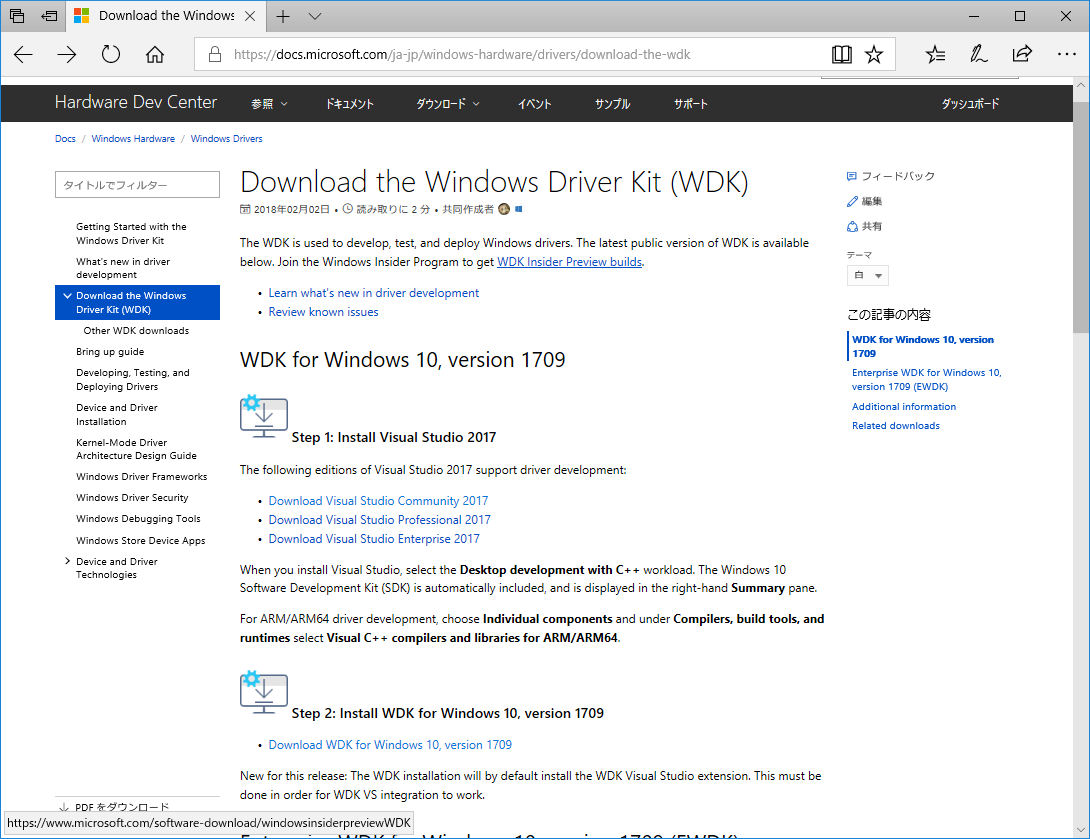 Download the Windows
https://docs.microsoft.com/ja-jp/windows-hardware/drivers/download-the-wdk
Hardware Dev Center 参照 ドキュメント ダウンロード イベント サンプル サポート ダッシュボード
Docs / Windows Hardware / Windows Drivers
タイトルでフィルター
Getting Started with the
Windows Driver Kit
What's new in driver
development
Download the Windows
Driver Kit (WDK)
Other WDK downloads
Bring up guide
Developing, Testing, and
Deploying Drivers
Device and Driver
Installation
Kernel-Mode Driver
Architecture Design Guide
Windows Driver Frameworks
Windows Driver Security
Windows Debugging Tools
Windows Store Device Apps
Device and Driver
Technologies
PDF をダウンロード
Download the Windows Driver Kit (WDK)
2018年02月02日 • 読み取りに 2 分 • 共同作成者
The WDK is used to develop, test, and deploy Windows drivers. The latest public version of WDK is available
below. Join the Windows Insider Program to get WDK Insider Preview builds.
• Learn what's new in driver development
• Review known issues
WDK for Windows 10, version 1709
Step 1: Install Visual Studio 2017
The following editions of Visual Studio 2017 support driver development:
• Download Visual Studio Community 2017
• Download Visual Studio Professional 2017
• Download Visual Studio Enterprise 2017
When you install Visual Studio, select the Desktop development with C++ workload. The Windows 10
Software Development Kit (SDK) is automatically included, and is displayed in the right-hand Summary pane.
For ARM/ARM64 driver development, choose Individual components and under Compilers, build tools, and
runtimes select Visual C++ compilers and libraries for ARM/ARM64.
Step 2: Install WDK for Windows 10, version 1709
• Download WDK for Windows 10, version 1709
New for this release: The WDK installation will by default install the WDK Visual Studio extension. This must be
done in order for WDK VS integration to work.
Enterprise WDK for Windows 10, version 1709 (EWDK)
フィードバック
編集
共有
テーマ
白
この記事の内容
WDK for Windows 10, version
1709
Enterprise WDK for Windows 10,
version 1709 (EWDK)
Additional information
Related downloads
https://www.microsoft.com/software-download/windowsinsiderpreviewWDK